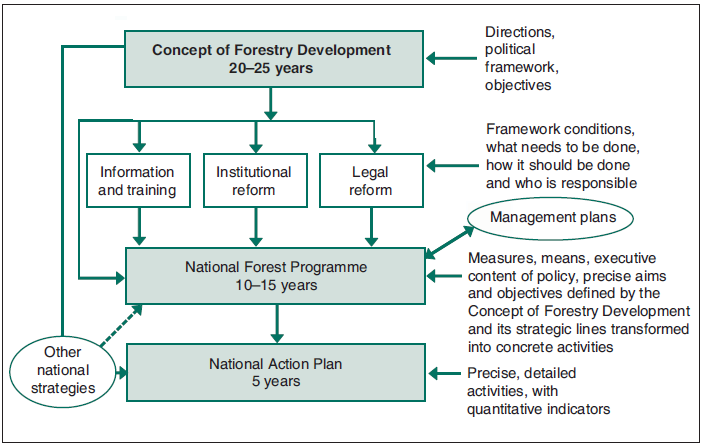 Concept of Forestry Development
20–25 years
Directions,
political
framework,
objectives
Information
and training
Institutional
reform
Legal
reform
Framework conditions,
what needs to be done,
how it should be done
and who is responsible
Management plans
National Forest Programme
10–15 years
Measures, means, executive
content of policy, precise aims
and objectives defined by the
Concept of Forestry Development
and its strategic lines transformed
into concrete activities
Other
national
strategies
National Action Plan
5 years
Precise, detailed
activities, with
quantitative indicators